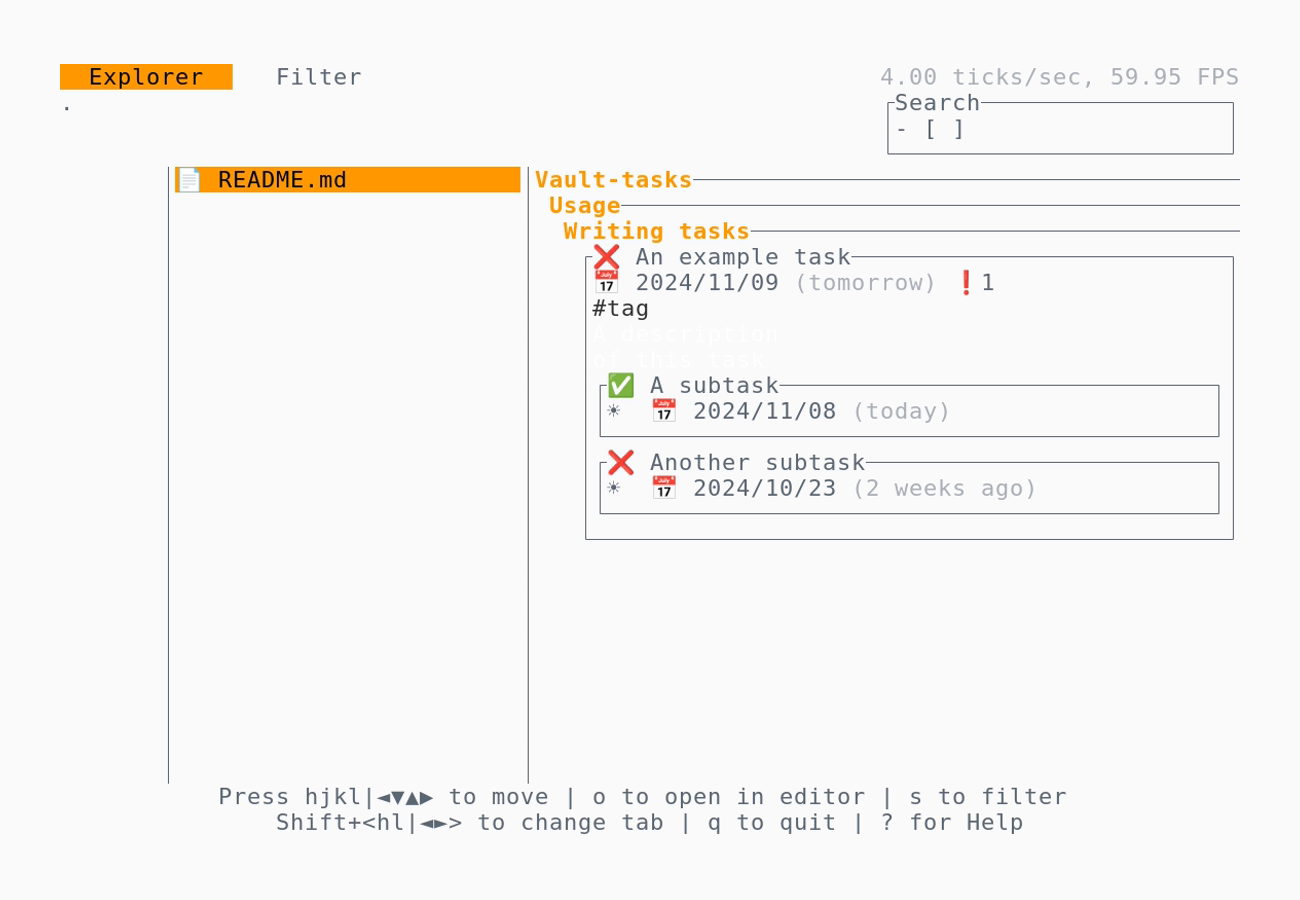 Explorer Filter 4.00 ticks/sec, 59.95 FPS
.
Search
- [ ]
📄 README.md
Vault-tasks
Usage
Writing tasks
❌ An example task
📅 2024/11/09 (tomorrow) ❗1
#tag
A description
of this task
✅ A subtask
☀ 📅 2024/11/08 (today)
❌ Another subtask
☀ 📅 2024/10/23 (2 weeks ago)
Press hjkl|◄▼▲▶ to move | o to open in editor | s to filter
Shift+<hl|◄►> to change tab | q to quit | ? for Help